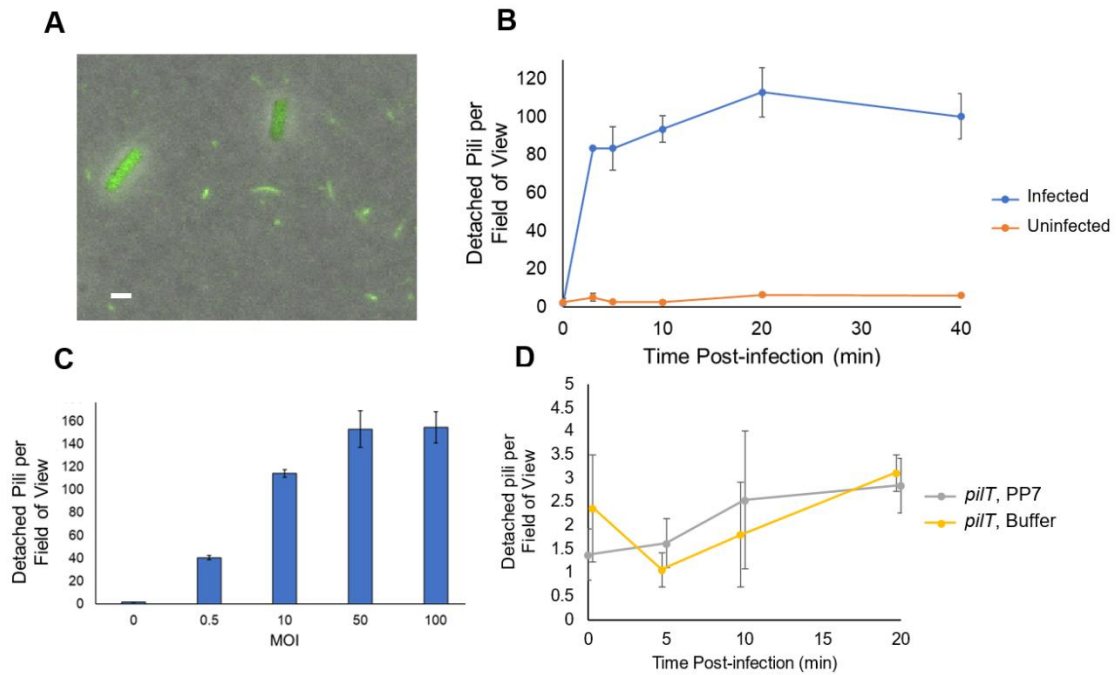 A
B
120
100
80
60
40
20
0
Detached Pili per
Field of View
0
10
20
30
40
Time Post-infection (min)
Infected
Uninfected
C
160
140
120
100
80
60
40
20
0
Detached Pili per
Field of View
0
0.5
10
50
100
MOI
D
5
4.5
4
3.5
3
2.5
2
1.5
1
0.5
0
Detached pili per
Field of View
0
5
10
15
20
Time Post-infection (min)
pilT, PP7
pilT, Buffer